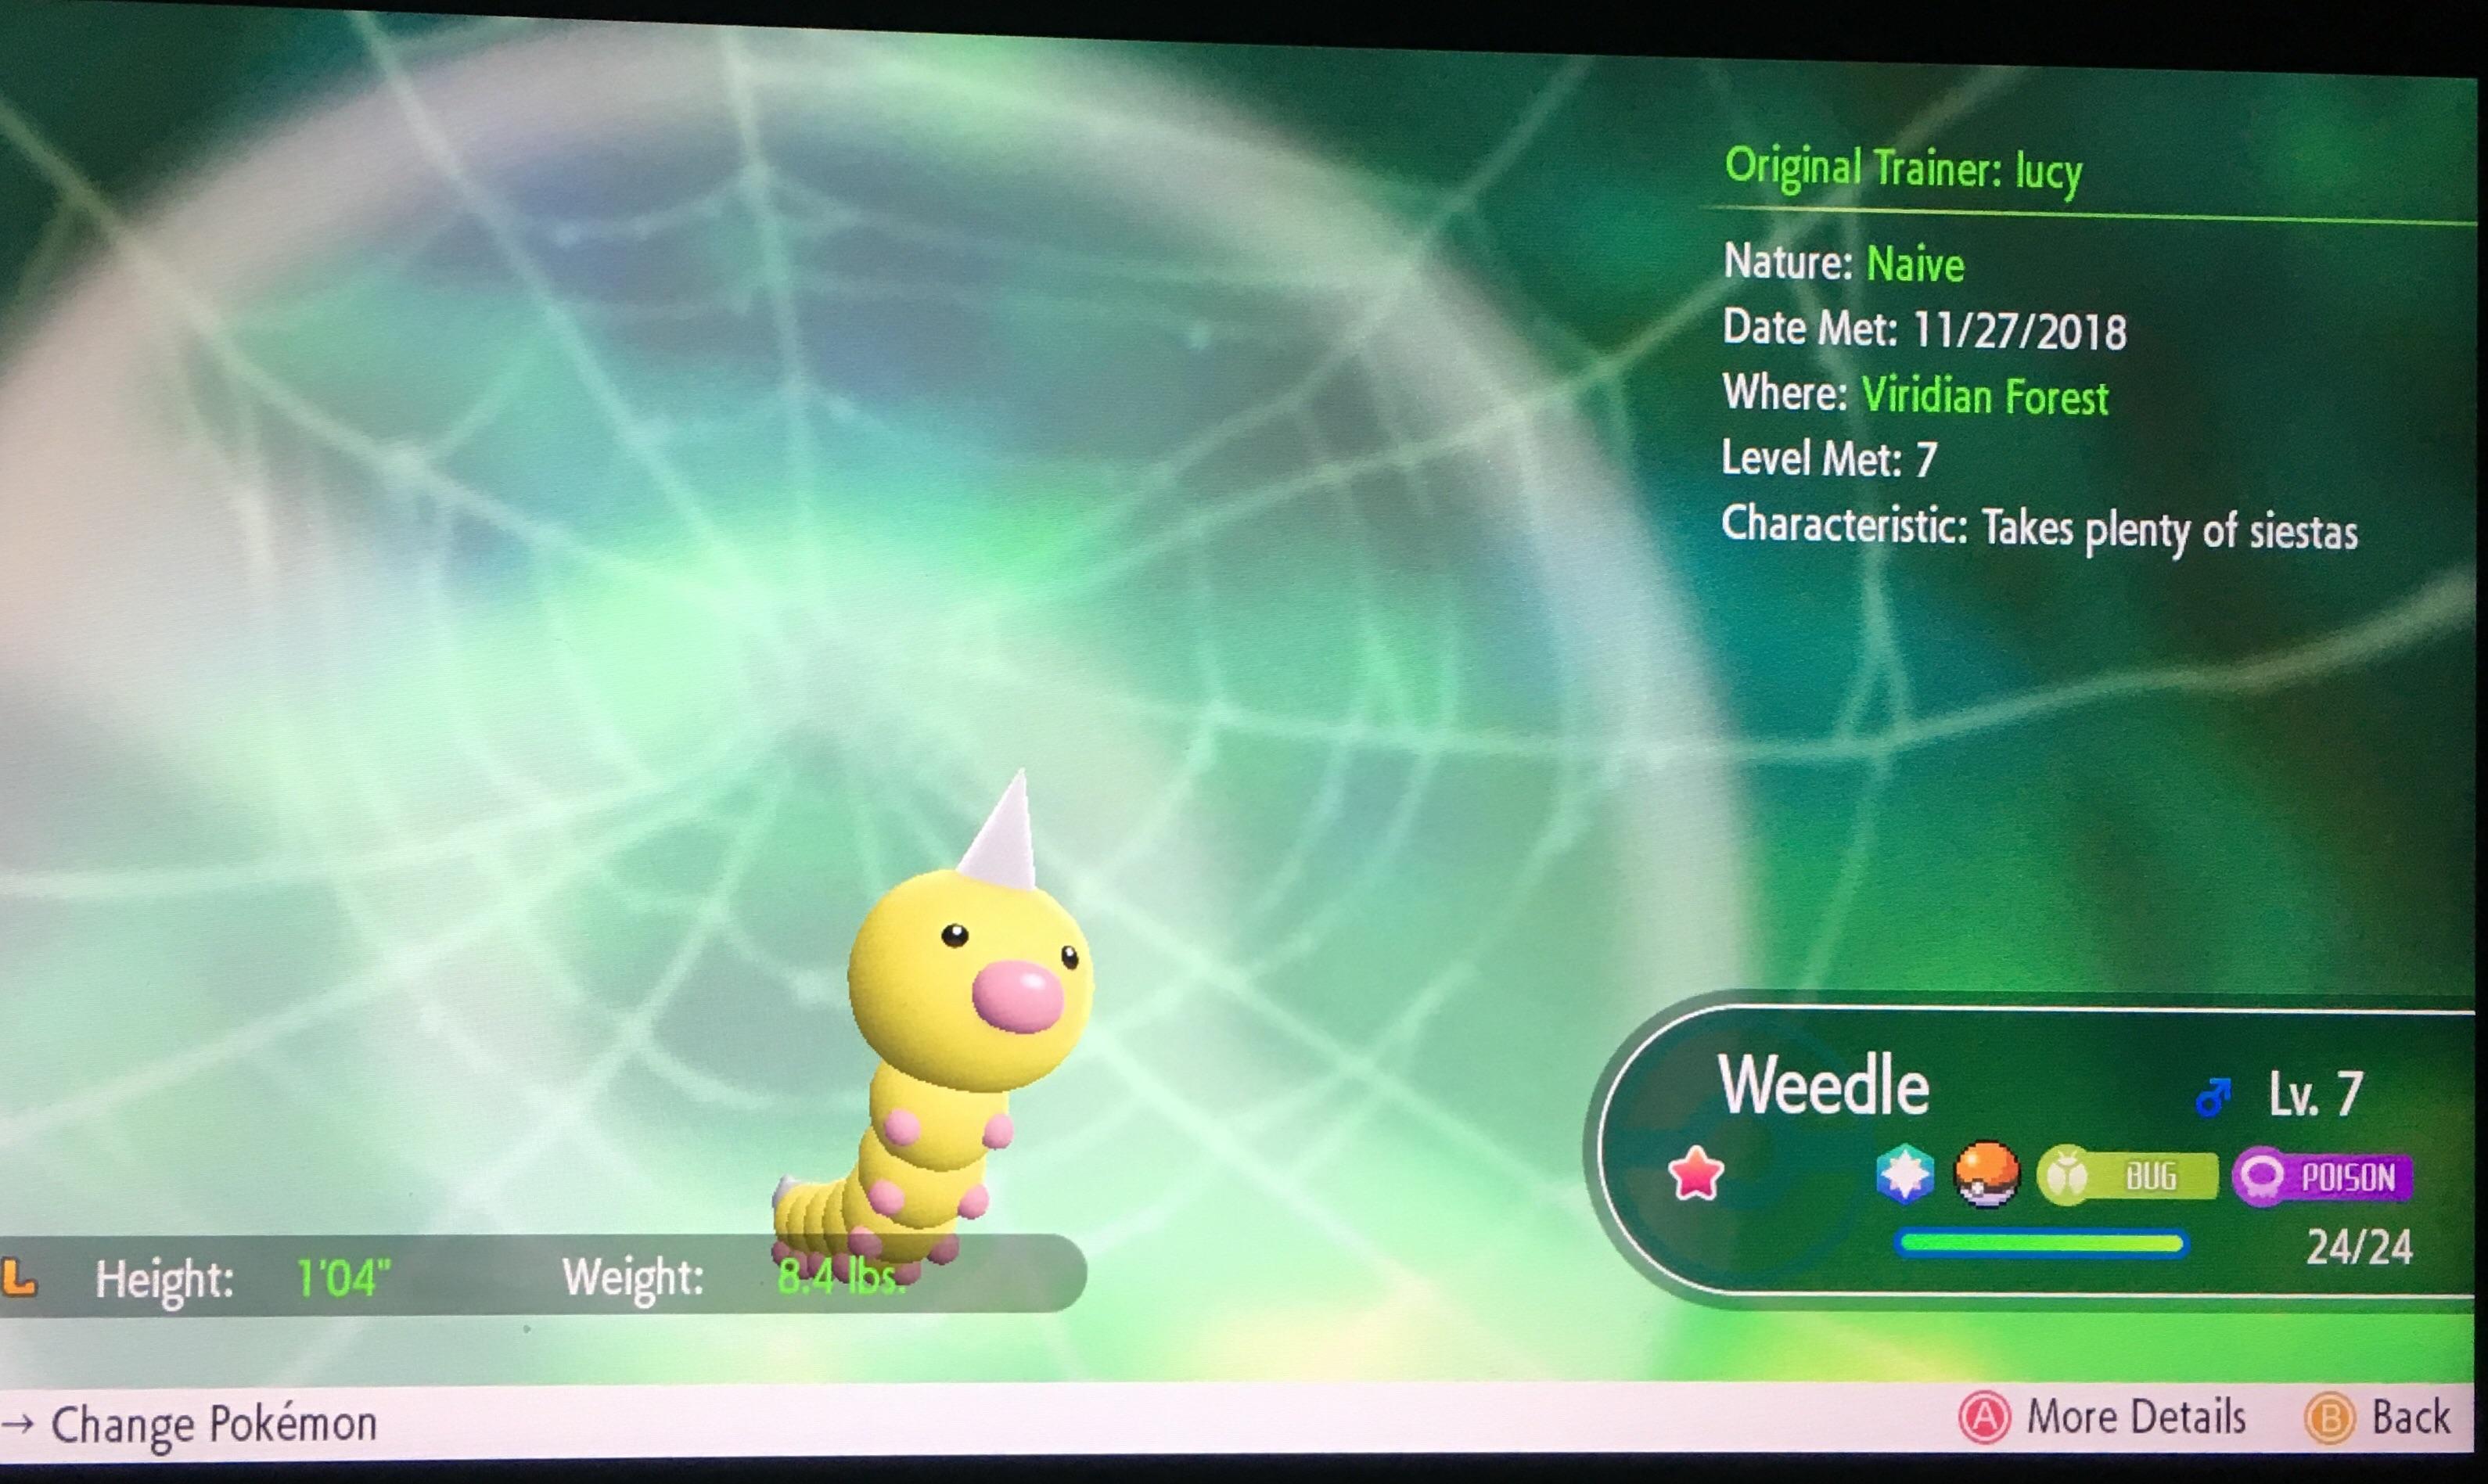 Original Trainer: lucy
Nature: Naive
Date Met: 11/27/2018
Where: Viridian Forest
Level Met: 7
Characteristic: Takes plenty of siestas
Weedle ♂ Lv. 7
BUG POISON
24/24
L Height: 1'04" Weight: 8.4 lbs.
→ Change Pokémon A More Details B Back